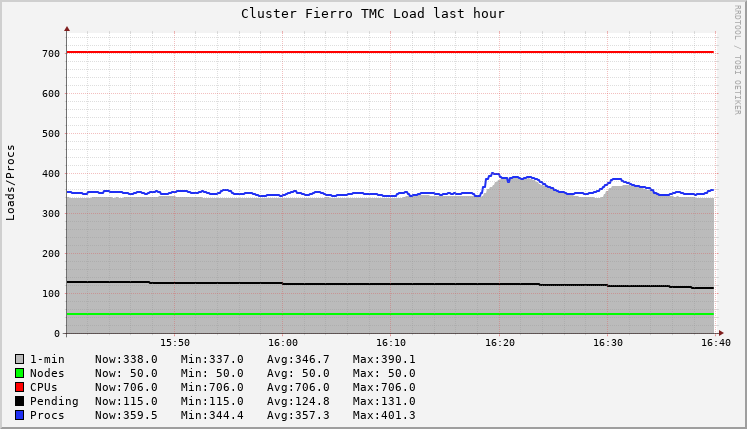 Cluster Fierro TMC Load last hour
RRDTOOL / TOBI OETIKER
Loads/Procs
700
600
500
400
300
200
100
0
15:50 16:00 16:10 16:20 16:30 16:40
1-min Now:338.0 Min:337.0 Avg:346.7 Max:390.1
Nodes Now: 50.0 Min: 50.0 Avg: 50.0 Max: 50.0
CPUs Now:706.0 Min:706.0 Avg:706.0 Max:706.0
Pending Now:115.0 Min:115.0 Avg:124.8 Max:131.0
Procs Now:359.5 Min:344.4 Avg:357.3 Max:401.3